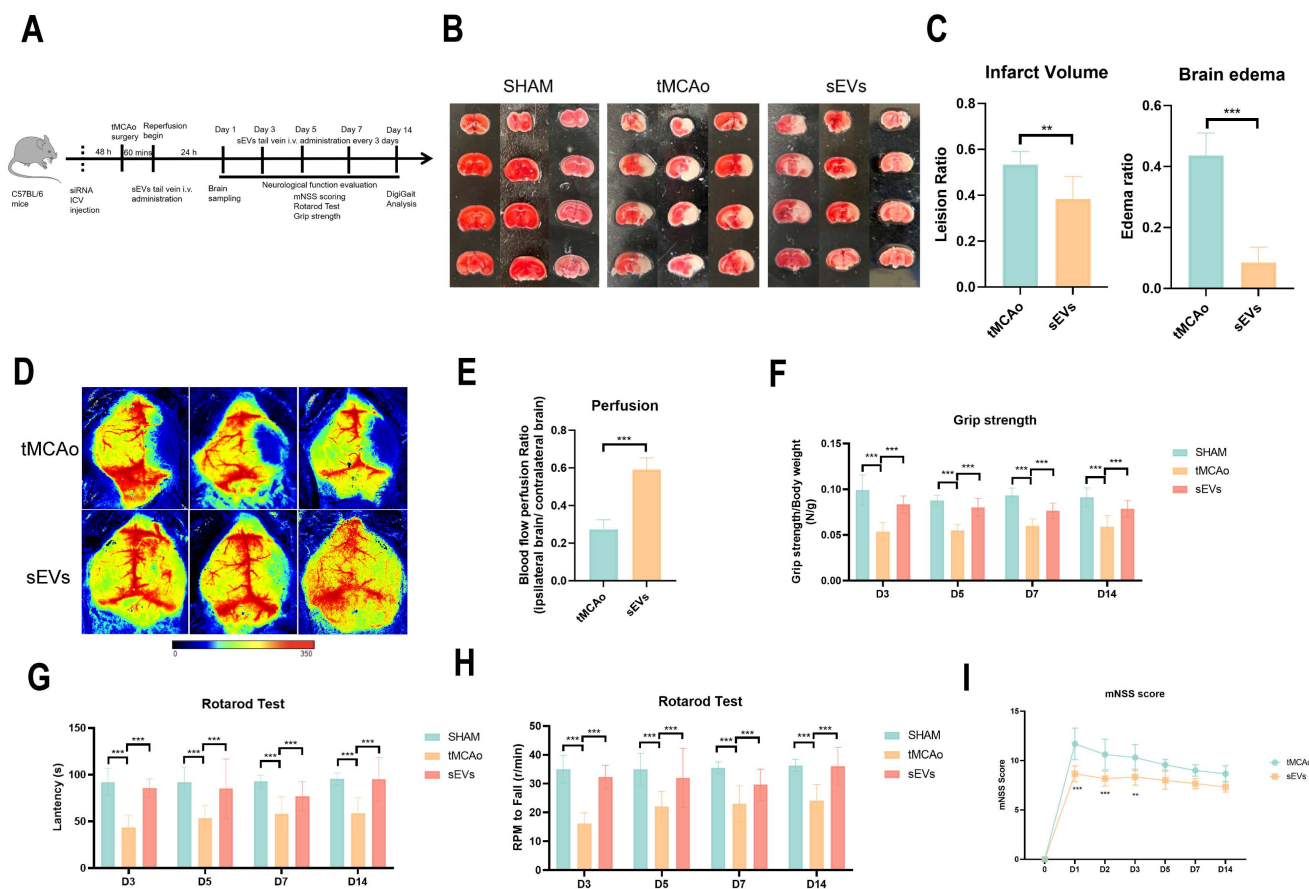 A
tMCAo
surgery
Reperfusion
begin
Day 1
Day 3
Day 5
Day 7
Day 14
sEVs tail vein i.v. administration every 3 days
48 h
60 mins
24 h
C57BL/6
mice
siRNA
ICV
injection
sEVs tail vein i.v.
administration
Brain
sampling
Neurological function evaluation
mNSS scoring
Rotarod Test
Grip strength
DigiGait
Analysis
B
SHAM
tMCAo
sEVs
C
Infarct Volume
Leision Ratio
0.8
0.6
0.4
0.2
0.0
**
tMCAo
sEVs
Brain edema
Edema ratio
0.6
0.4
0.2
0.0
***
tMCAo
sEVs
D
tMCAo
sEVs
0
350
E
Perfusion
Blood flow perfusion Ratio
(ipsilateral brain/ contralateral brain)
0.8
0.6
0.4
0.2
0.0
***
tMCAo
sEVs
F
Grip strength
Grip strength/Body weight
(N/g)
0.15
0.10
0.05
0.00
*** ***
*** ***
*** ***
*** ***
D3
D5
D7
D14
SHAM
tMCAo
sEVs
G
Rotarod Test
Lantency (s)
150
100
50
0
*** ***
*** ***
*** ***
*** ***
D3
D5
D7
D14
SHAM
tMCAo
sEVs
H
Rotarod Test
RPM to Fall (r/min)
50
40
30
20
10
0
*** ***
*** ***
*** ***
*** ***
D3
D5
D7
D14
SHAM
tMCAo
sEVs
I
mNSS score
mNSS Score
15
10
5
0
***
***
**
0
D1
D2
D3
D5
D7
D14
tMCAo
sEVs